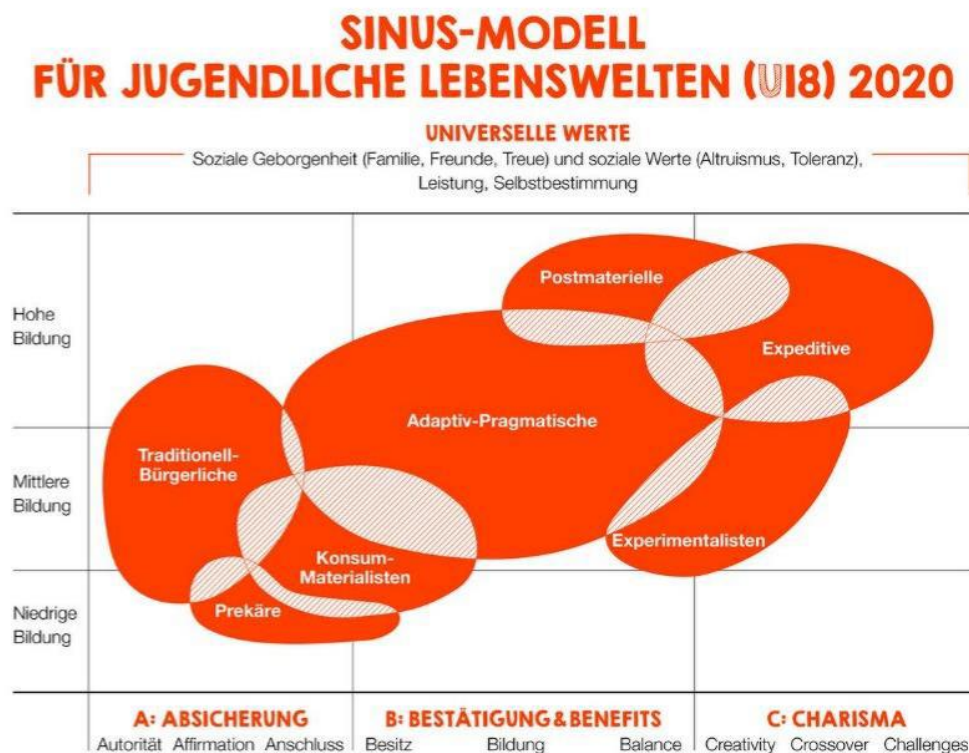 SINUS-MODELL
FÜR JUGENDLICHE LEBENSWELTEN (U18) 2020
UNIVERSELLE WERTE
Soziale Geborgenheit (Familie, Freunde, Treue) und soziale Werte (Altruismus, Toleranz),
Leistung, Selbstbestimmung
Hohe
Bildung
Mittlere
Bildung
Niedrige
Bildung
Postmaterielle
Expeditive
Adaptiv-Pragmatische
Traditionell-
Bürgerliche
Experimentalisten
Konsum-
Materialisten
Prekäre
A: ABSICHERUNG
Autorität Affirmation Anschluss
B: BESTÄTIGUNG & BENEFITS
Besitz Bildung Balance
C: CHARISMA
Creativity Crossover Challenges